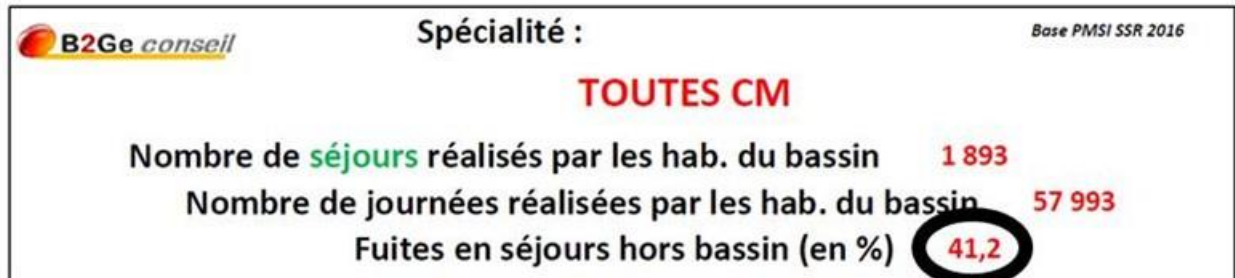 B2Ge conseil Spécialité : Base PMSI SSR 2016
TOUTES CM
Nombre de séjours réalisés par les hab. du bassin 1 893
Nombre de journées réalisées par les hab. du bassin 57 993
Fuites en séjours hors bassin (en %) 41,2